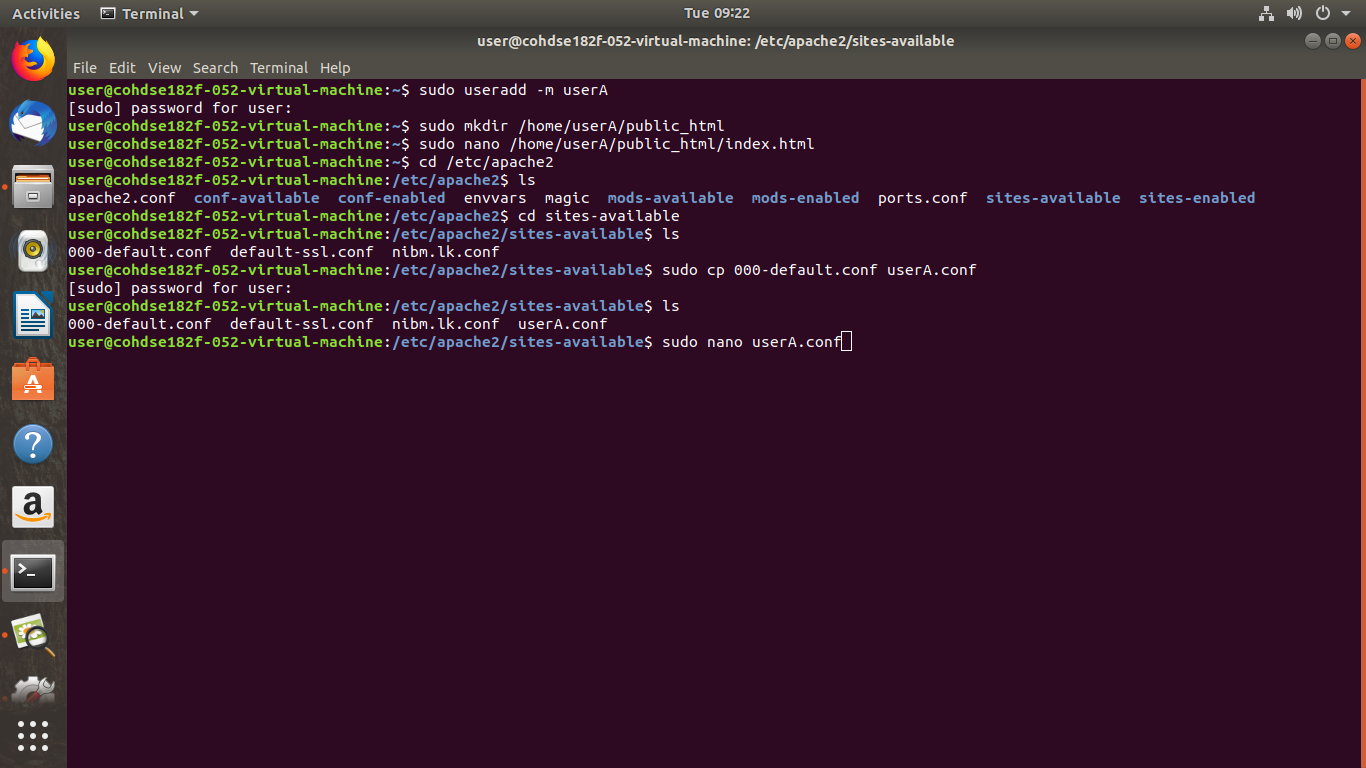 Activities Terminal Tue 09:22
user@cohdse182f-052-virtual-machine: /etc/apache2/sites-available
File Edit View Search Terminal Help
user@cohdse182f-052-virtual-machine:~$ sudo useradd -m userA
[sudo] password for user:
user@cohdse182f-052-virtual-machine:~$ sudo mkdir /home/userA/public_html
user@cohdse182f-052-virtual-machine:~$ sudo nano /home/userA/public_html/index.html
user@cohdse182f-052-virtual-machine:~$ cd /etc/apache2
user@cohdse182f-052-virtual-machine:/etc/apache2$ ls
apache2.conf conf-available conf-enabled envvars magic mods-available mods-enabled ports.conf sites-available sites-enabled
user@cohdse182f-052-virtual-machine:/etc/apache2$ cd sites-available
user@cohdse182f-052-virtual-machine:/etc/apache2/sites-available$ ls
000-default.conf default-ssl.conf nibm.lk.conf
user@cohdse182f-052-virtual-machine:/etc/apache2/sites-available$ sudo cp 000-default.conf userA.conf
[sudo] password for user:
user@cohdse182f-052-virtual-machine:/etc/apache2/sites-available$ ls
000-default.conf default-ssl.conf nibm.lk.conf userA.conf
user@cohdse182f-052-virtual-machine:/etc/apache2/sites-available$ sudo nano userA.conf